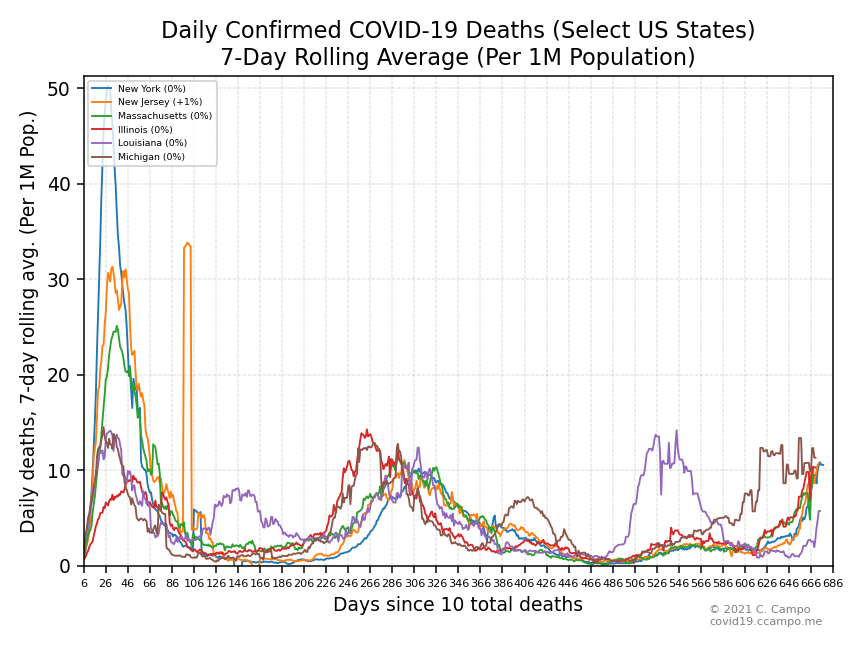 Daily Confirmed COVID-19 Deaths (Select US States)
7-Day Rolling Average (Per 1M Population)
Daily deaths, 7-day rolling avg. (Per 1M Pop.)
50
40
30
20
10
0
New York (0%)
New Jersey (+1%)
Massachusetts (0%)
Illinois (0%)
Louisiana (0%)
Michigan (0%)
6 26 46 66 86 106 126 146 166 186 206 226 246 266 286 306 326 346 366 386 406 426 446 466 486 506 526 546 566 586 606 626 646 666 686
Days since 10 total deaths
© 2021 C. Campo
covid19.ccampo.me